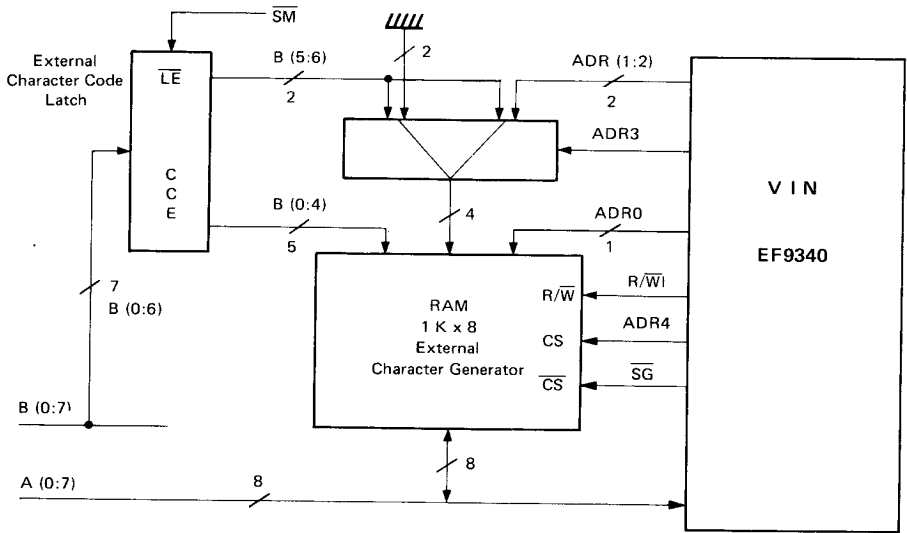 SM
External
Character Code
Latch
LE
C
C
E
B (5:6)
2
2
ADR (1:2)
2
ADR3
4
B (0:4)
5
ADR0
1
VIN
EF9340
RAM
1 K x 8
External
Character Generator
R/W
CS
CS
R/WI
ADR4
SG
7
B (0:6)
B (0:7)
A (0:7)
8
8